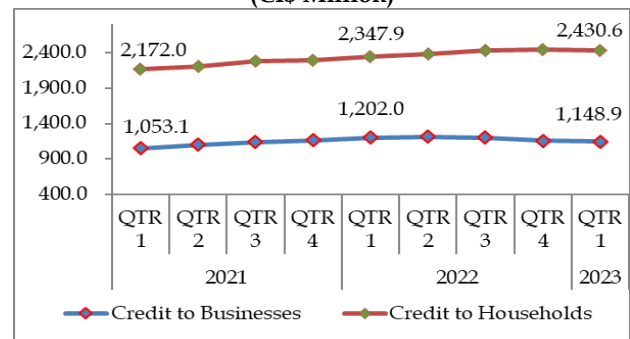 (CI$ Million)
2,400.0
1,900.0
1,400.0
900.0
400.0
2,172.0
2,347.9
2,430.6
1,053.1
1,202.0
1,148.9
QTR 1
QTR 2
QTR 3
QTR 4
QTR 1
QTR 2
QTR 3
QTR 4
QTR 1
2021
2022
2023
Credit to Businesses
Credit to Households